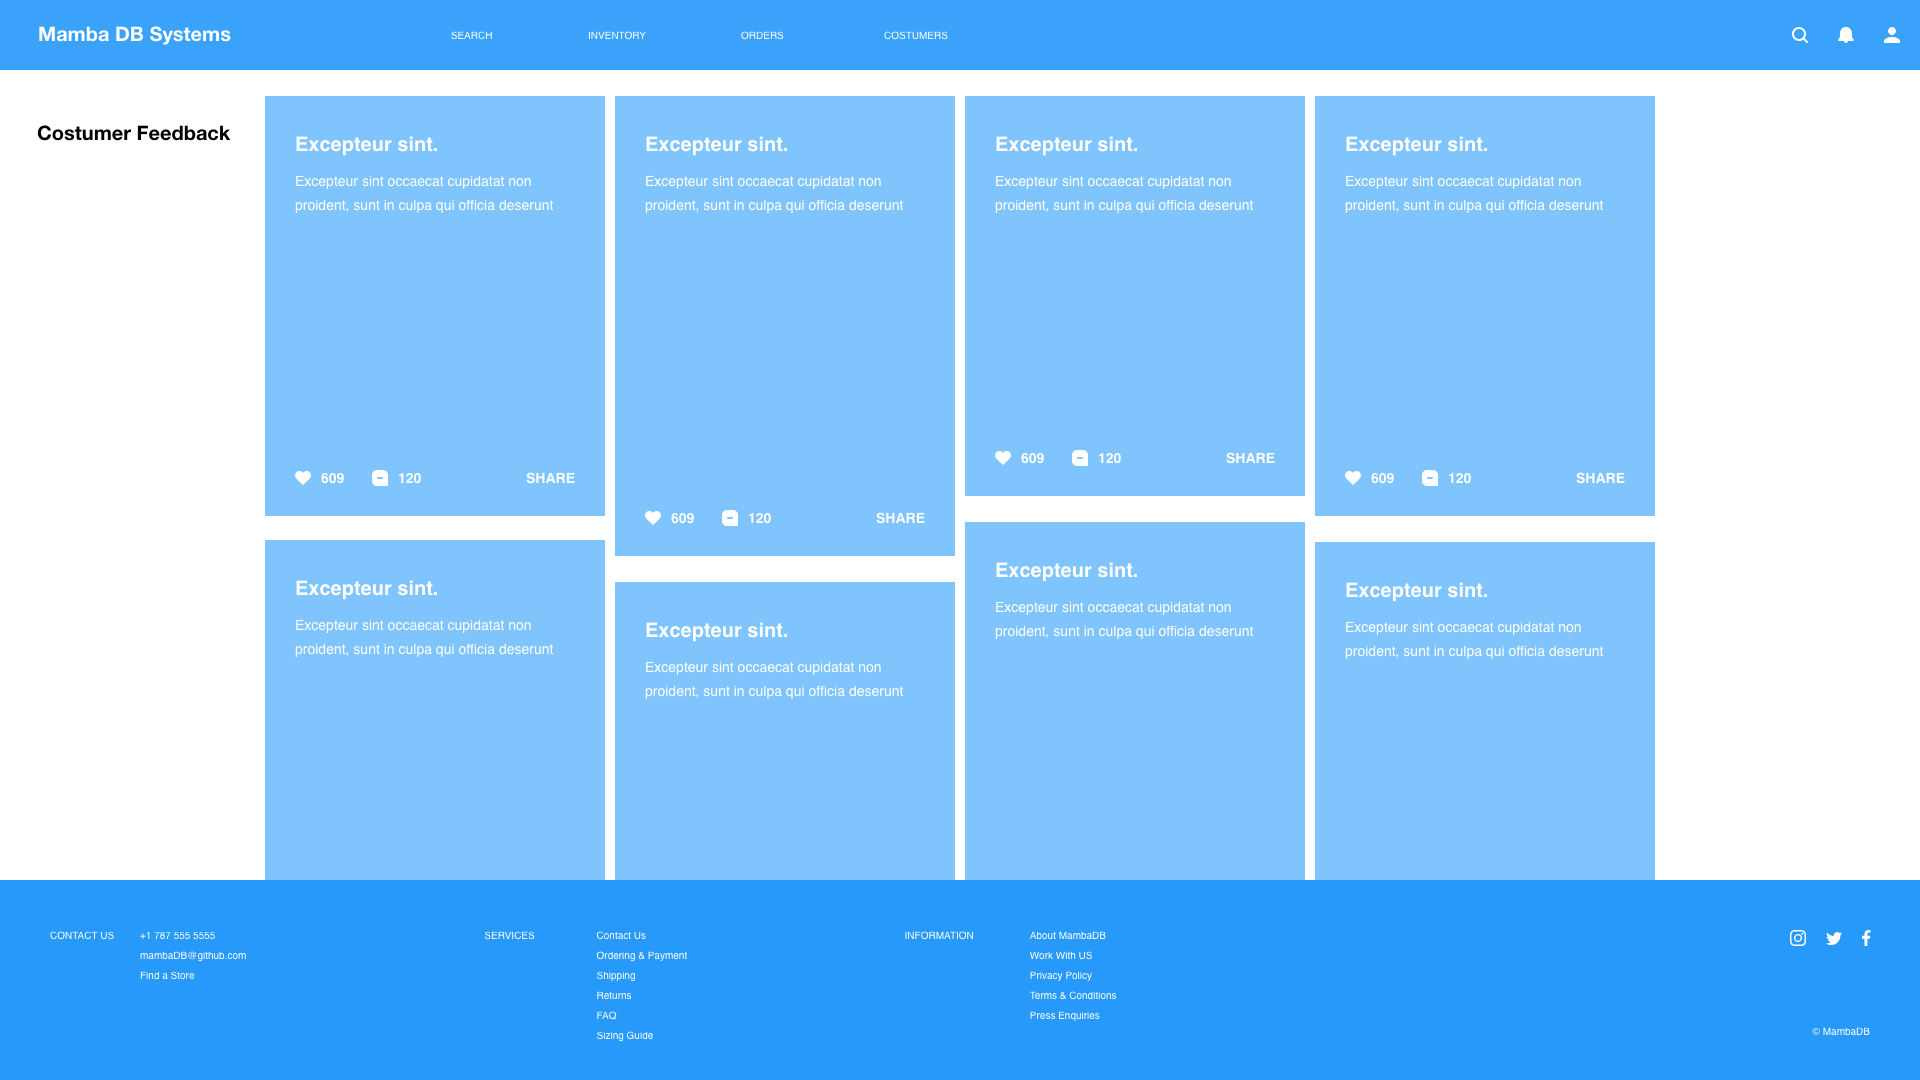 Mamba DB Systems
SEARCH
INVENTORY
ORDERS
COSTUMERS
Costumer Feedback
Excepteur sint.
Excepteur sint occaecat cupidatat non
proident, sunt in culpa qui officia deserunt
609
120
SHARE
Excepteur sint.
Excepteur sint occaecat cupidatat non
proident, sunt in culpa qui officia deserunt
609
120
SHARE
Excepteur sint.
Excepteur sint occaecat cupidatat non
proident, sunt in culpa qui officia deserunt
609
120
SHARE
Excepteur sint.
Excepteur sint occaecat cupidatat non
proident, sunt in culpa qui officia deserunt
609
120
SHARE
Excepteur sint.
Excepteur sint occaecat cupidatat non
proident, sunt in culpa qui officia deserunt
Excepteur sint.
Excepteur sint occaecat cupidatat non
proident, sunt in culpa qui officia deserunt
Excepteur sint.
Excepteur sint occaecat cupidatat non
proident, sunt in culpa qui officia deserunt
Excepteur sint.
Excepteur sint occaecat cupidatat non
proident, sunt in culpa qui officia deserunt
CONTACT US
+1 787 555 5555
mambaDB@github.com
Find a Store
SERVICES
Contact Us
Ordering & Payment
Shipping
Returns
FAQ
Sizing Guide
INFORMATION
About MambaDB
Work With US
Privacy Policy
Terms & Conditions
Press Enquiries
© MambaDB